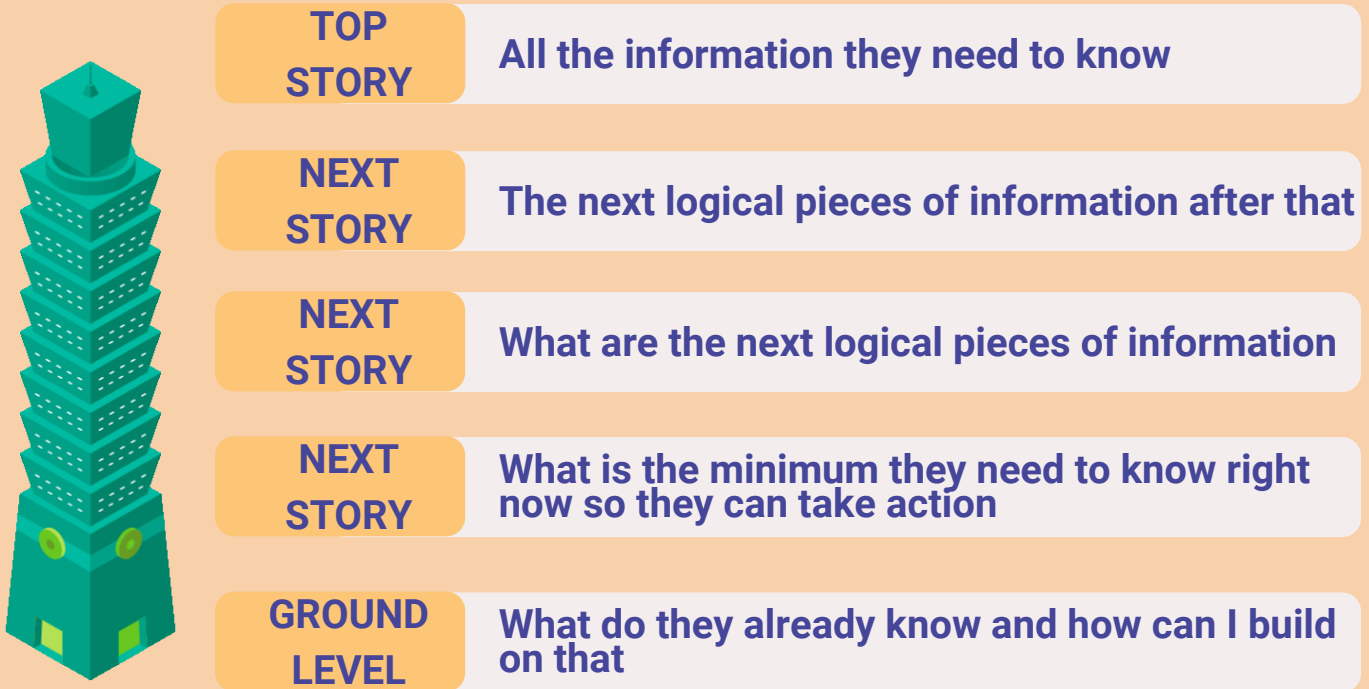 TOP
STORY
All the information they need to know
NEXT
STORY
The next logical pieces of information after that
NEXT
STORY
What are the next logical pieces of information
NEXT
STORY
What is the minimum they need to know right
now so they can take action
GROUND
LEVEL
What do they already know and how can I build
on that